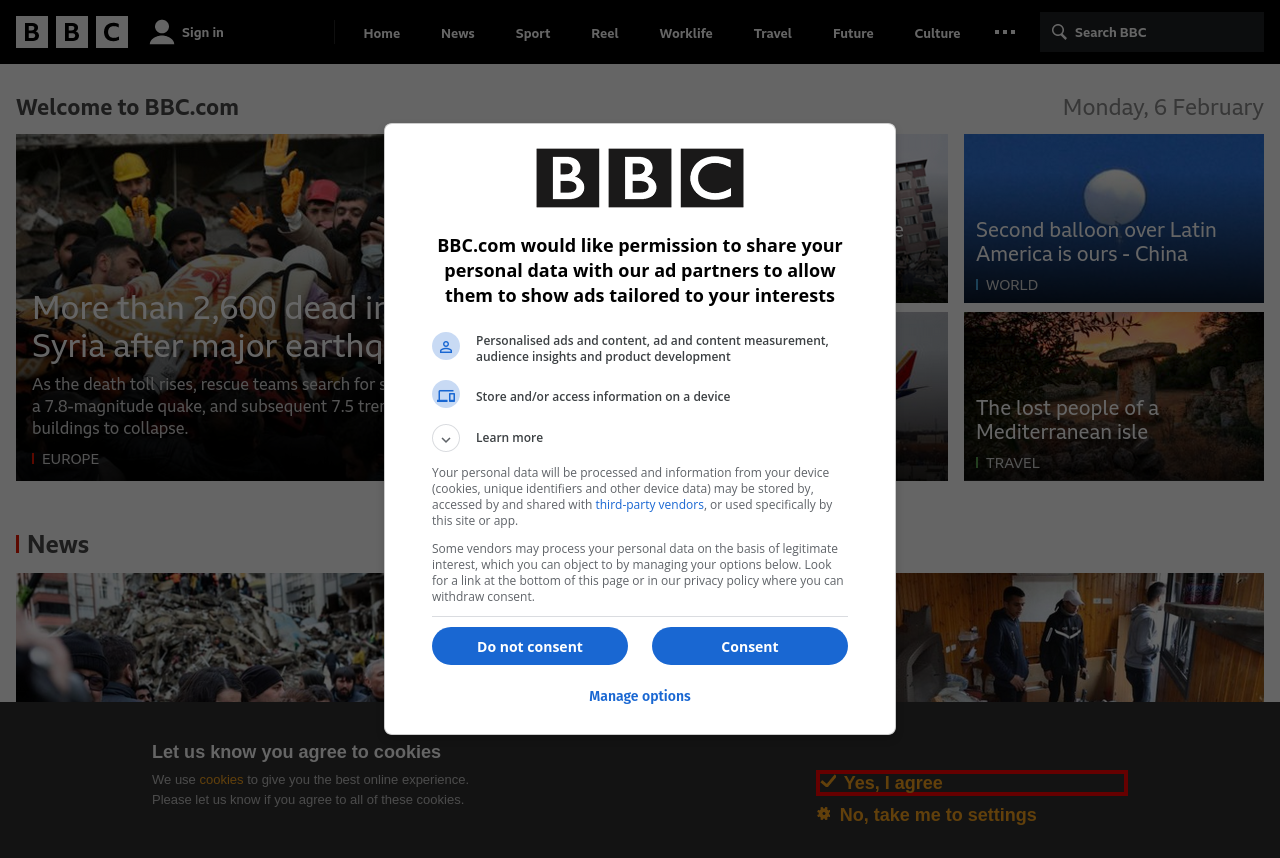 BBC
Sign in
Home
News
Sport
Reel
Worklife
Travel
Future
Culture
Search BBC
Welcome to BBC.com
Monday, 6 February
More than 2,600 dead in
Syria after major earthq
As the death toll rises, rescue teams search for s
a 7.8-magnitude quake, and subsequent 7.5 tre
buildings to collapse.
EUROPE
e
Second balloon over Latin
America is ours - China
WORLD
The lost people of a
Mediterranean isle
TRAVEL
News
BBC
BBC.com would like permission to share your
personal data with our ad partners to allow
them to show ads tailored to your interests
Personalised ads and content, ad and content measurement,
audience insights and product development
Store and/or access information on a device
Learn more
Your personal data will be processed and information from your device
(cookies, unique identifiers and other device data) may be stored by,
accessed by and shared with third-party vendors, or used specifically by
this site or app.
Some vendors may process your personal data on the basis of legitimate
interest, which you can object to by managing your options below. Look
for a link at the bottom of this page or in our privacy policy where you can
withdraw consent.
Do not consent
Consent
Manage options
Let us know you agree to cookies
We use cookies to give you the best online experience.
Please let us know if you agree to all of these cookies.
Yes, I agree
No, take me to settings